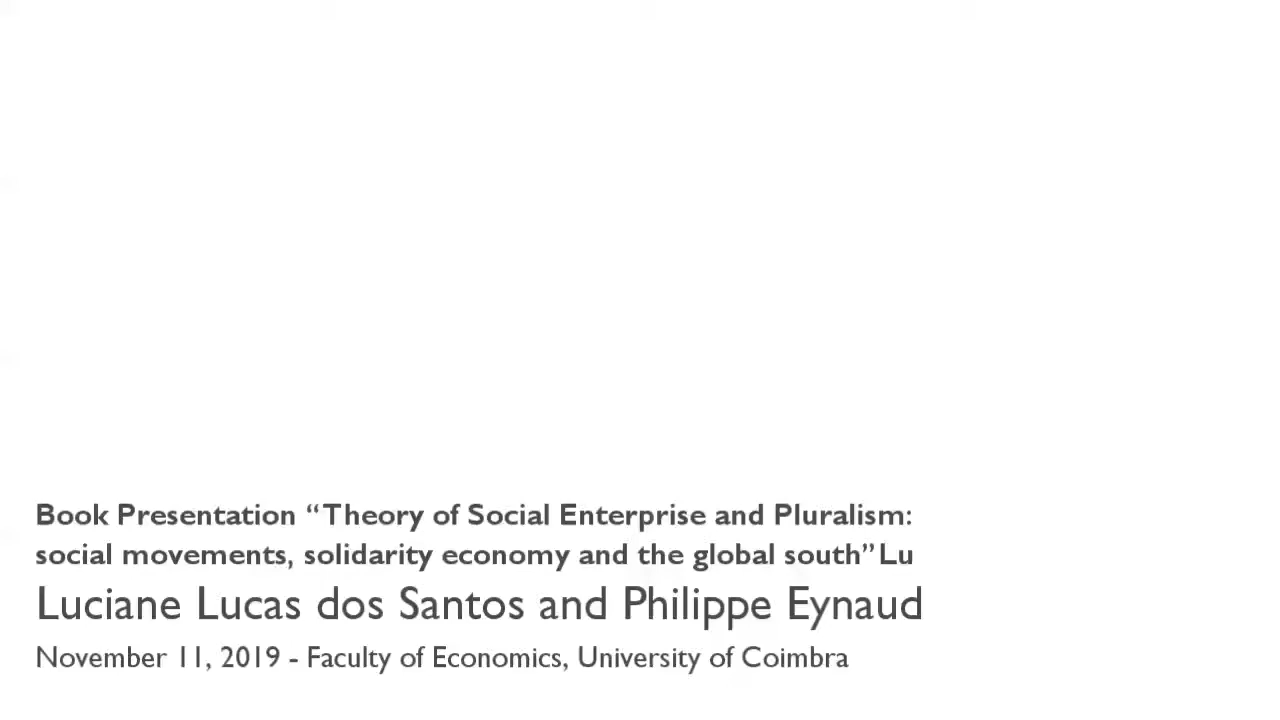 Book Presentation “Theory of Social Enterprise and Pluralism:
social movements, solidarity economy and the global south” Lu
Luciane Lucas dos Santos and Philippe Eynaud
November 11, 2019 - Faculty of Economics, University of Coimbra